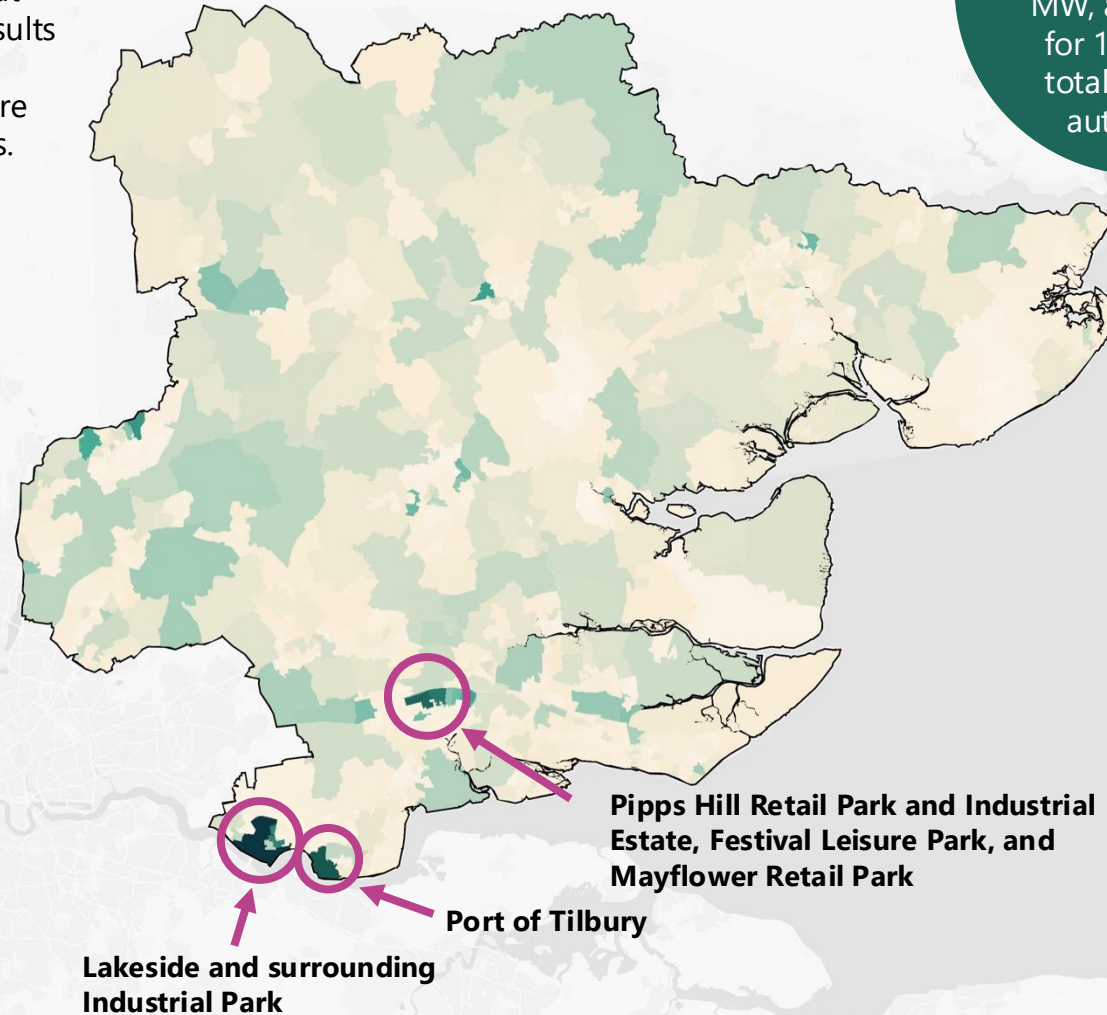 sults
re
s.
MW, a
for 1
total
aut
Pipps Hill Retail Park and Industrial
Estate, Festival Leisure Park, and
Mayflower Retail Park
Port of Tilbury
Lakeside and surrounding
Industrial Park